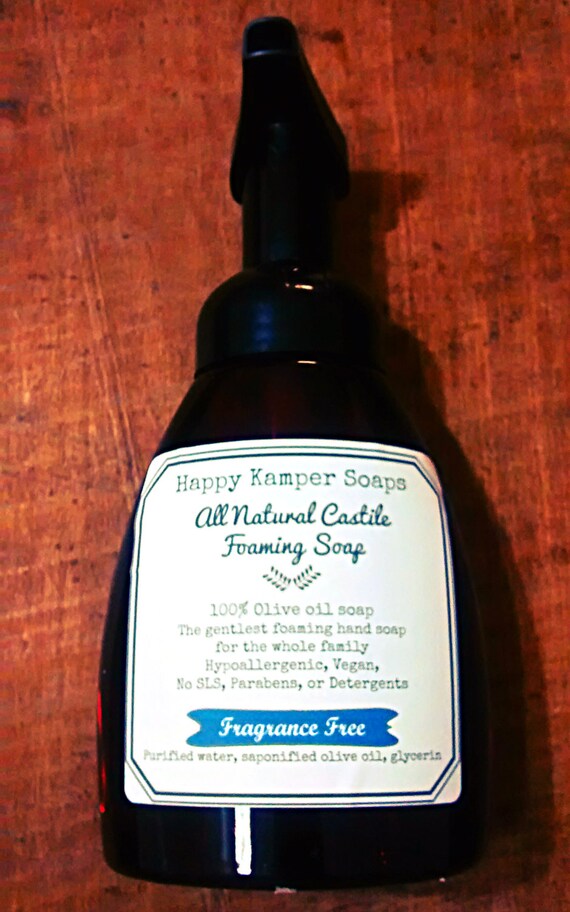 Happy Kamper Soaps
All Natural Castile
Foaming Soap
100% Olive oil soap
The gentlest foaming hand soap
for the whole family
Hypoallergenic, Vegan,
No SLS, Parabens, or Detergents
Fragrance Free
Purified water, saponified olive oil, glycerin